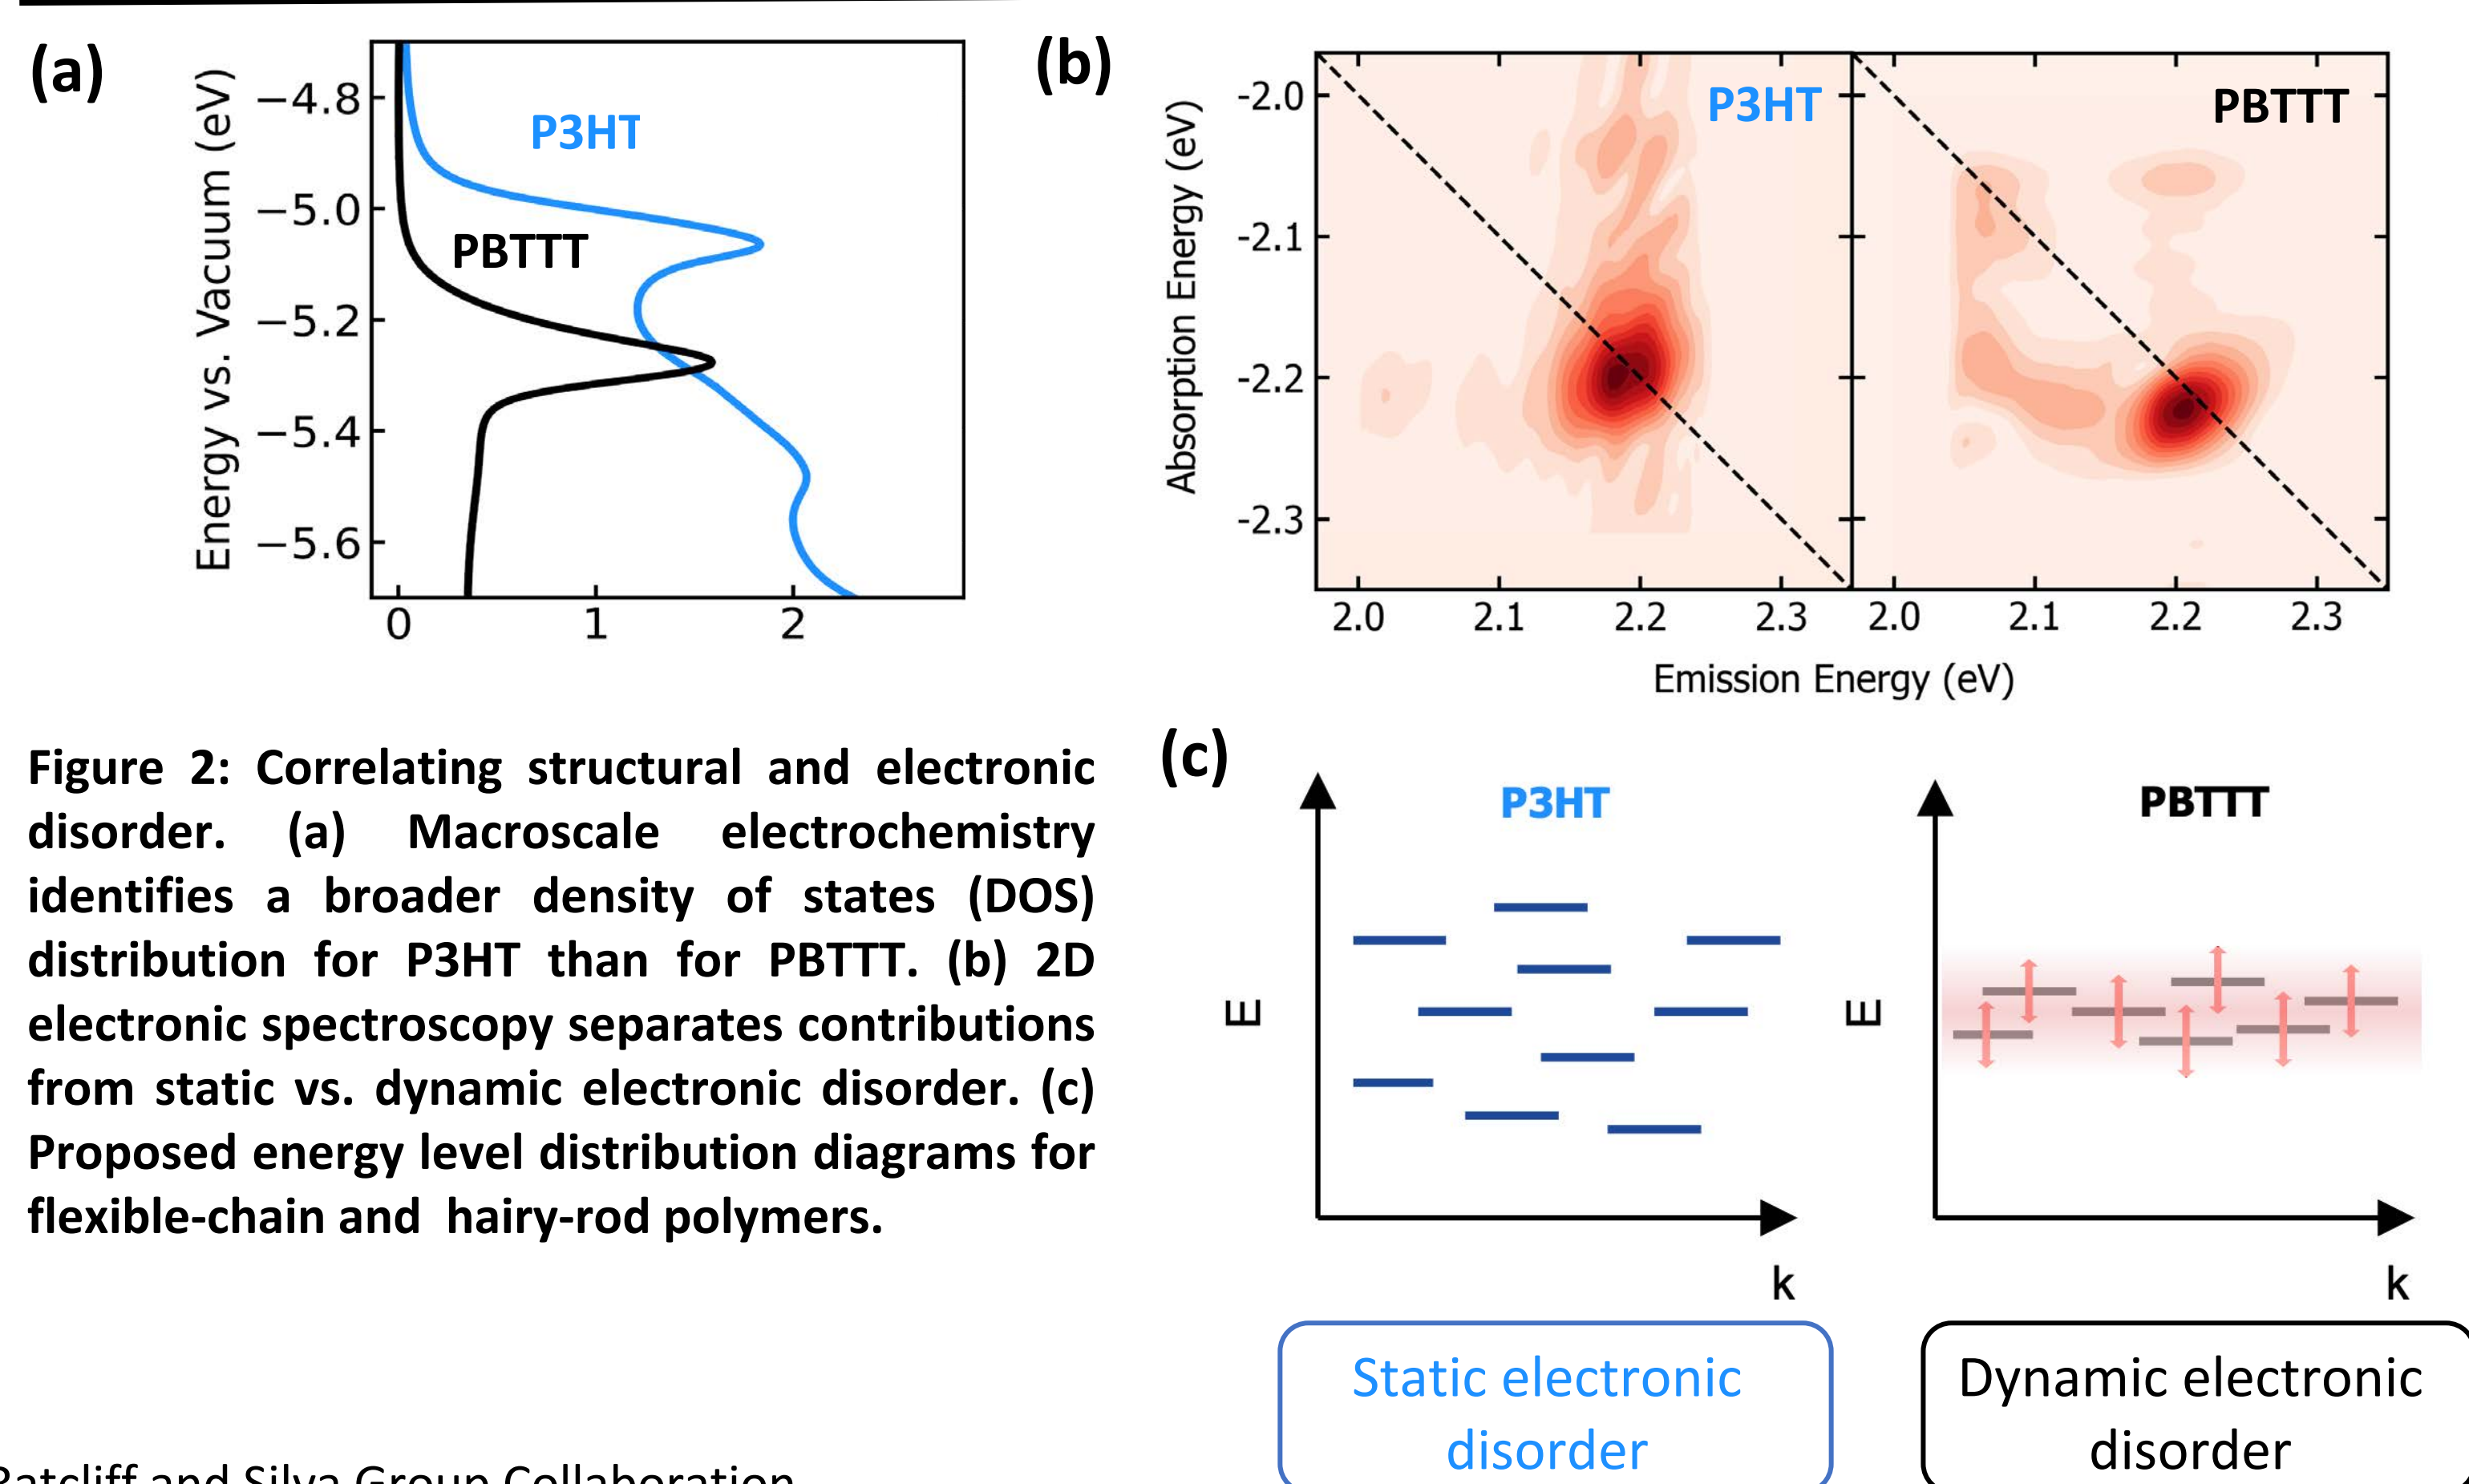 (a)
Energy vs. Vacuum (eV)
−4.8
−5.0
−5.2
−5.4
−5.6
0 1 2
P3HT
PBTTT
(b)
Absorption Energy (eV)
-2.0
-2.1
-2.2
-2.3
P3HT
PBTTT
2.0 2.1 2.2 2.3 2.0 2.1 2.2 2.3
Emission Energy (eV)
Figure 2: Correlating structural and electronic
disorder. (a) Macroscale electrochemistry
identifies a broader density of states (DOS)
distribution for P3HT than for PBTTT. (b) 2D
electronic spectroscopy separates contributions
from static vs. dynamic electronic disorder. (c)
Proposed energy level distribution diagrams for
flexible-chain and hairy-rod polymers.
(c)
P3HT
E
k
Static electronic
disorder
PBTTT
E
k
Dynamic electronic
disorder
Ratcliff and Silva Group Collaboration